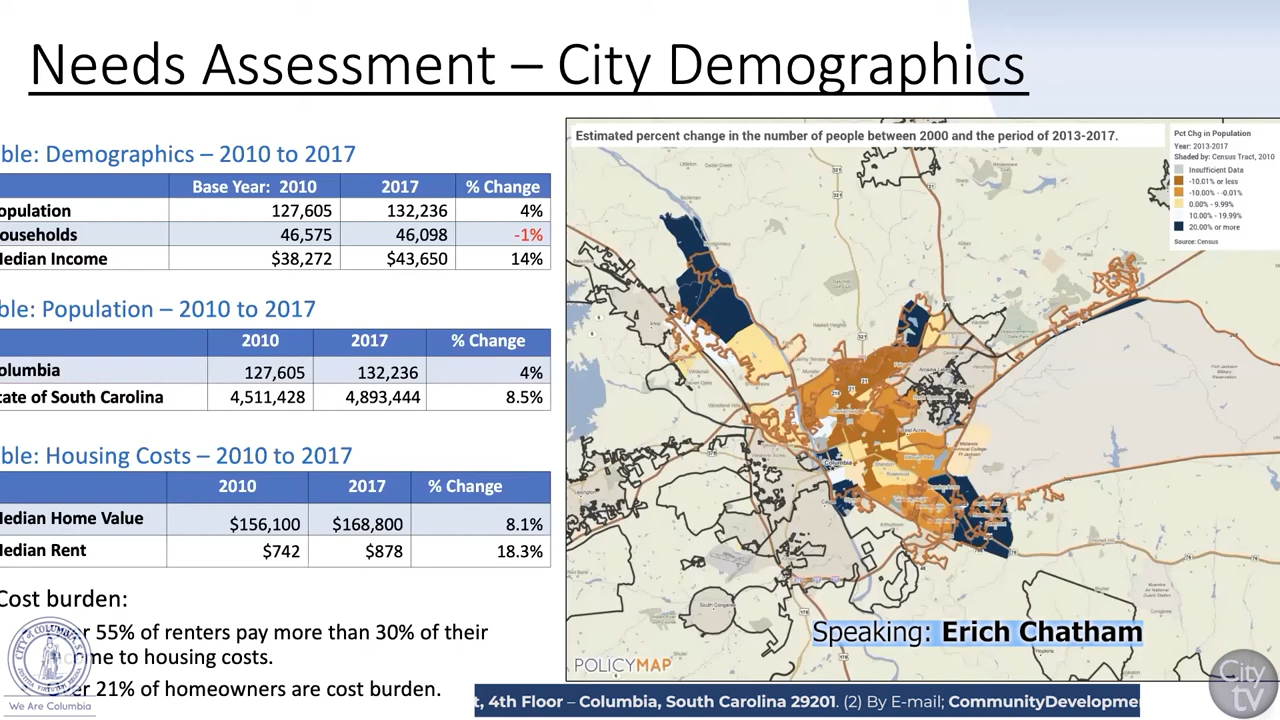 Needs Assessment – City Demographics
ble: Demographics – 2010 to 2017
Base Year: 2010 2017 % Change
opulation 127,605 132,236 4%
ouseholds 46,575 46,098 -1%
edian Income $38,272 $43,650 14%
ble: Population – 2010 to 2017
2010 2017 % Change
olumbia 127,605 132,236 4%
tate of South Carolina 4,511,428 4,893,444 8.5%
ble: Housing Costs – 2010 to 2017
2010 2017 % Change
edian Home Value $156,100 $168,800 8.1%
edian Rent $742 $878 18.3%
Cost burden:
r 55% of renters pay more than 30% of their
me to housing costs.
er 21% of homeowners are cost burden.
We Are Columbia
Estimated percent change in the number of people between 2000 and the period of 2013-2017.
Pct Chg in Population
Year: 2013-2017
Shaded by: Census Tract, 2010
Insufficient Data
-10.01% or less
-10.00% - -0.01%
0.00% - 9.99%
10.00% - 19.99%
20.00% or more
Source: Census
Columbia
South Congaree
Speaking: Erich Chatham
POLICYMAP
t, 4th Floor – Columbia, South Carolina 29201. (2) By E-mail; CommunityDevelopme
City
tv